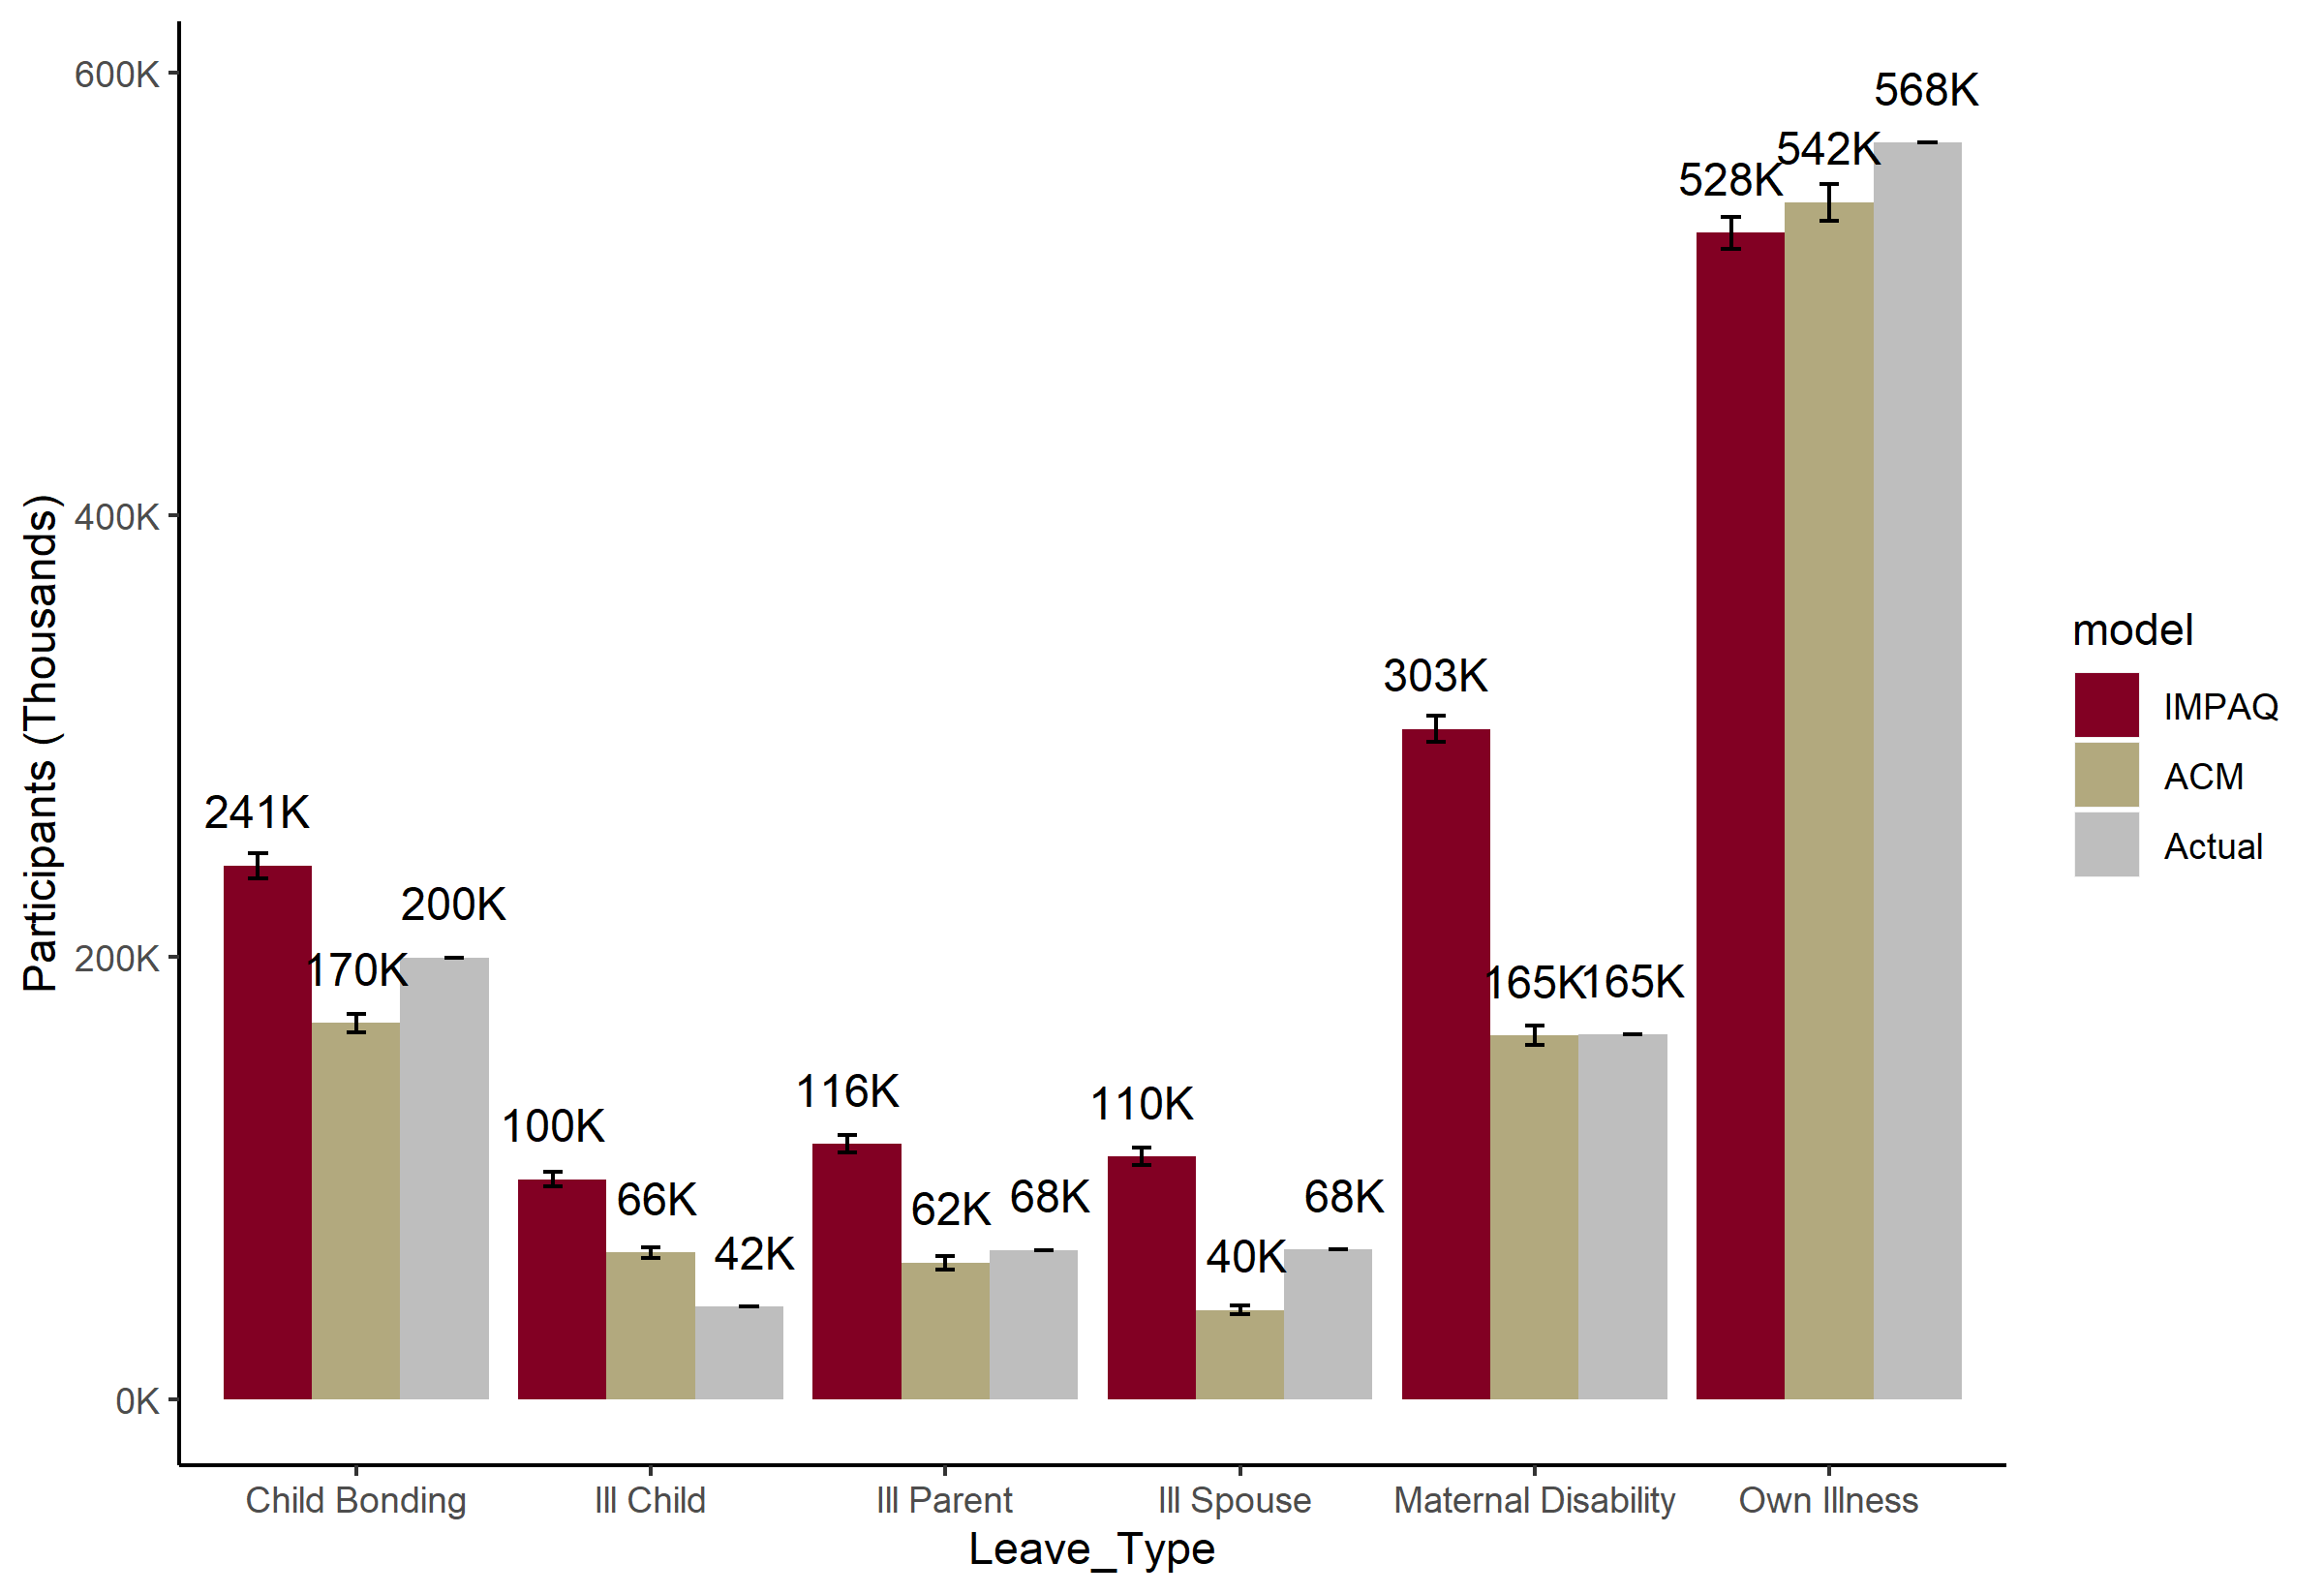 600K
400K
200K
0K
Participants (Thousands)
241K
170K
200K
100K
66K
42K
116K
62K
68K
110K
40K
68K
303K
165K
165K
528K
542K
568K
Child Bonding
Ill Child
Ill Parent
Ill Spouse
Maternal Disability
Own Illness
Leave_Type
model
IMPAQ
ACM
Actual